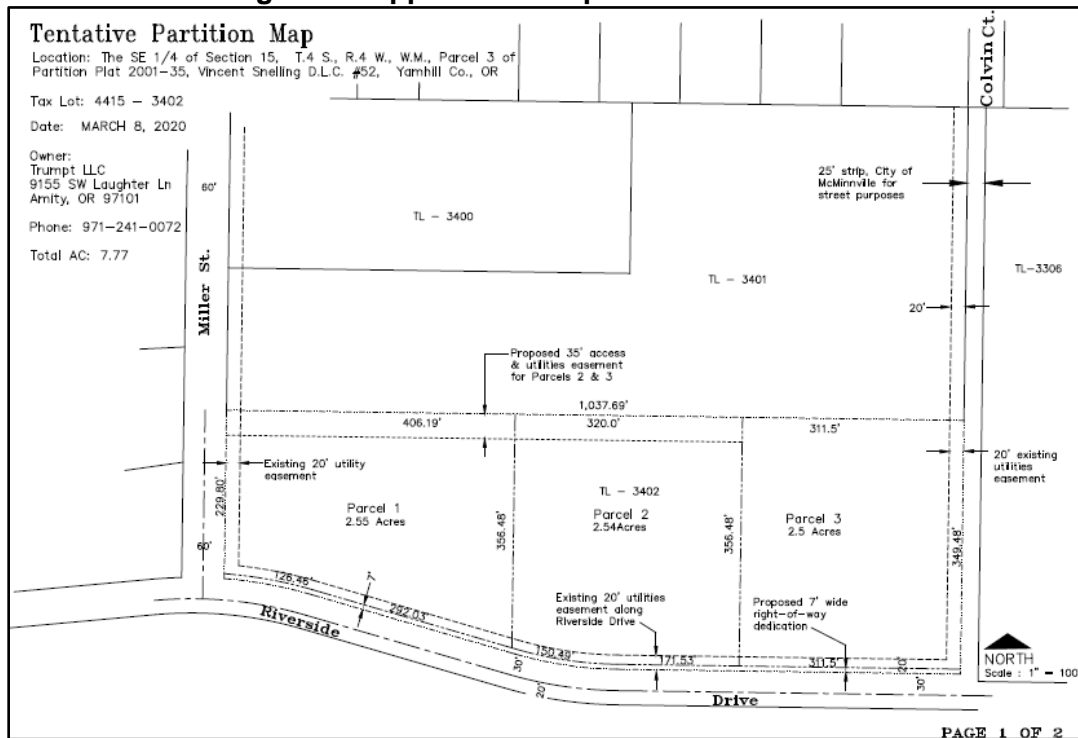 Tentative Partition Map
Location: The SE 1/4 of Section 15, T.4 S., R.4 W., W.M., Parcel 3 of
Partition Plat 2001-35, Vincent Snelling D.L.C. #52, Yamhill Co., OR
Tax Lot: 4415 - 3402
Date: MARCH 8, 2020
Owner:
Trumpt LLC
9155 SW Laughter Ln
Amity, OR 97101
Phone: 971-241-0072
Total AC: 7.77
60'
Miller St.
Colvin Ct.
25' strip, City of
McMinnville for
street purposes
TL - 3400
TL - 3401
TL-3306
20'
Proposed 35' access
& utilities easement
for Parcels 2 & 3
1,037.69'
406.19'
320.0'
311.5'
Existing 20' utility
easement
20' existing
utilities
easement
229.80'
TL - 3402
Parcel 1
2.55 Acres
Parcel 2
2.54Acres
Parcel 3
2.5 Acres
356.48'
356.48'
349.48'
60'
126.46'
7'
292.03'
Existing 20' utilities
easement along
Riverside Drive
Proposed 7' wide
right-of-way
dedication
150.49'
171.53'
311.5'
20'
30'
30'
20'
Riverside
Drive
NORTH
Scale : 1" = 100
PAGE 1 OF 2